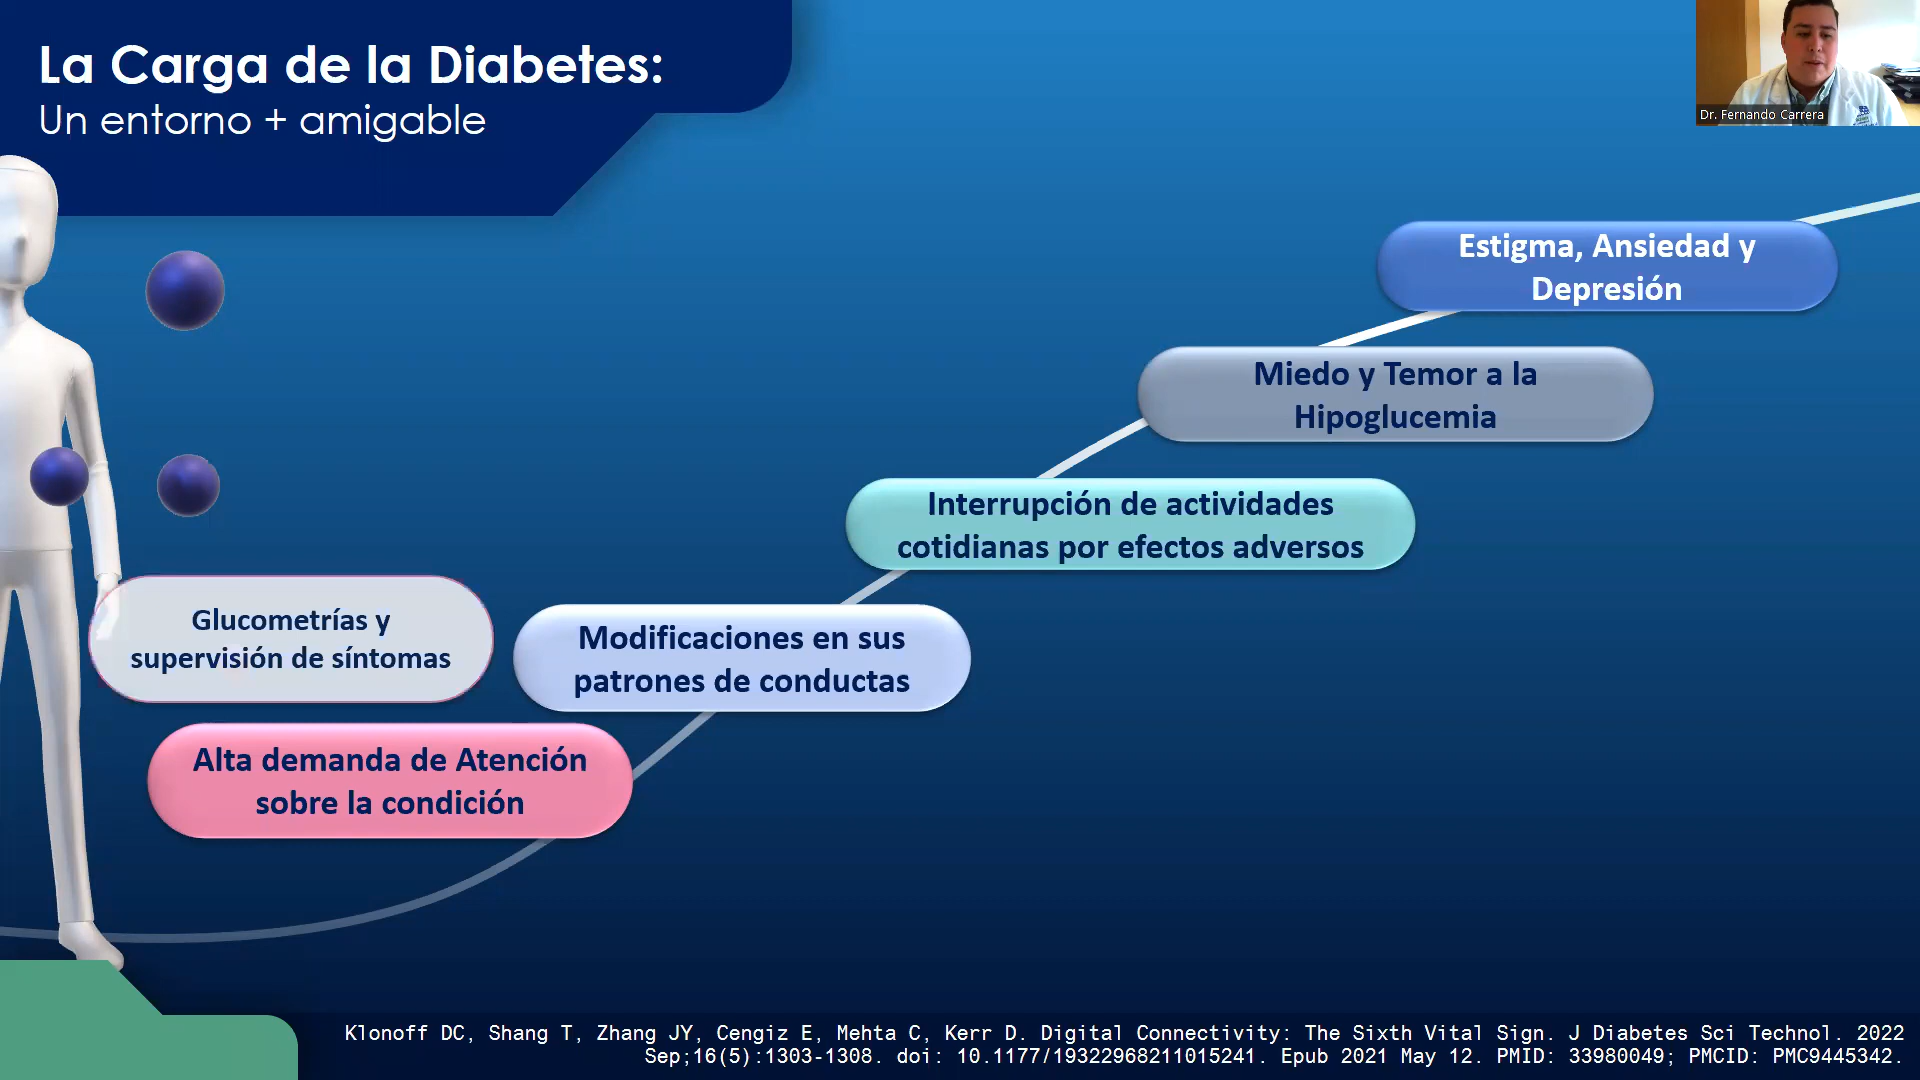 La Carga de la Diabetes:
Un entorno + amigable
Dr. Fernando Carrera
Estigma, Ansiedad y
Depresión
Miedo y Temor a la
Hipoglucemia
Interrupción de actividades
cotidianas por efectos adversos
Glucometrías y
supervisión de síntomas
Modificaciones en sus
patrones de conductas
Alta demanda de Atención
sobre la condición
Klonoff DC, Shang T, Zhang JY, Cengiz E, Mehta C, Kerr D. Digital Connectivity: The Sixth Vital Sign. J Diabetes Sci Technol. 2022
Sep;16(5):1303-1308. doi: 10.1177/19322968211015241. Epub 2021 May 12. PMID: 33980049; PMCID: PMC9445342.